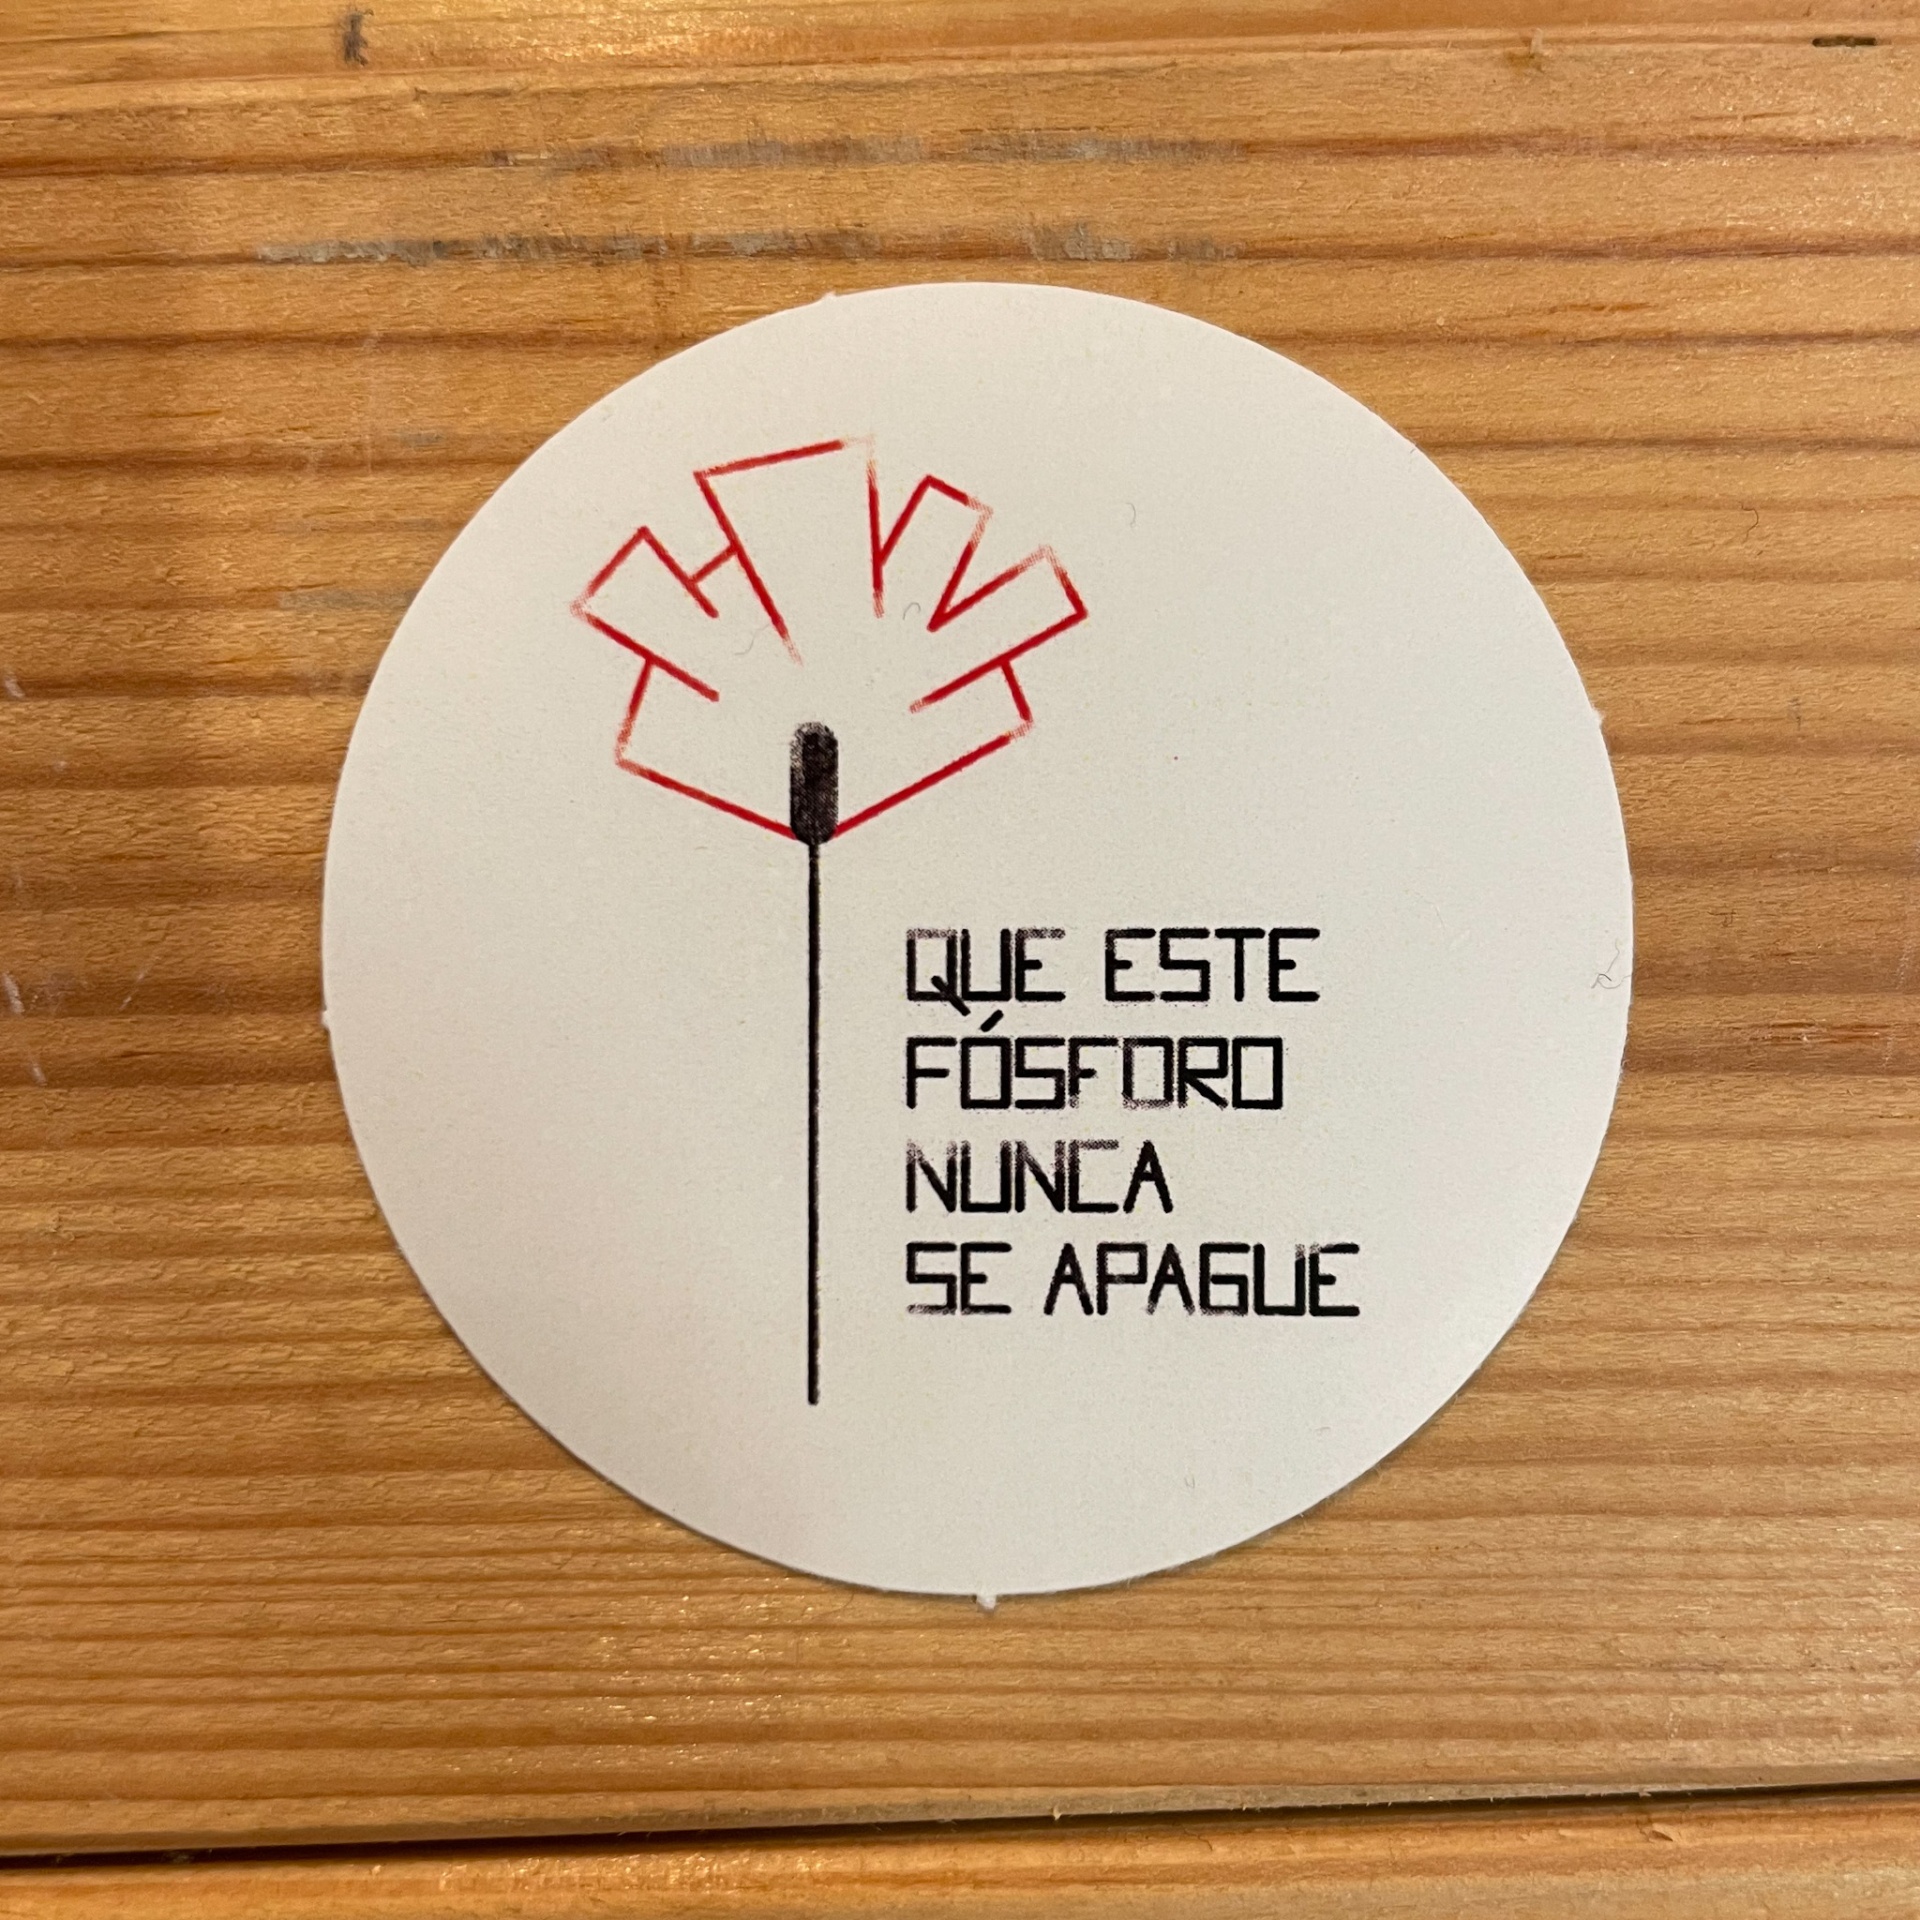 QUE ESTE
FÓSFORO
NUNCA
SE APAGUE